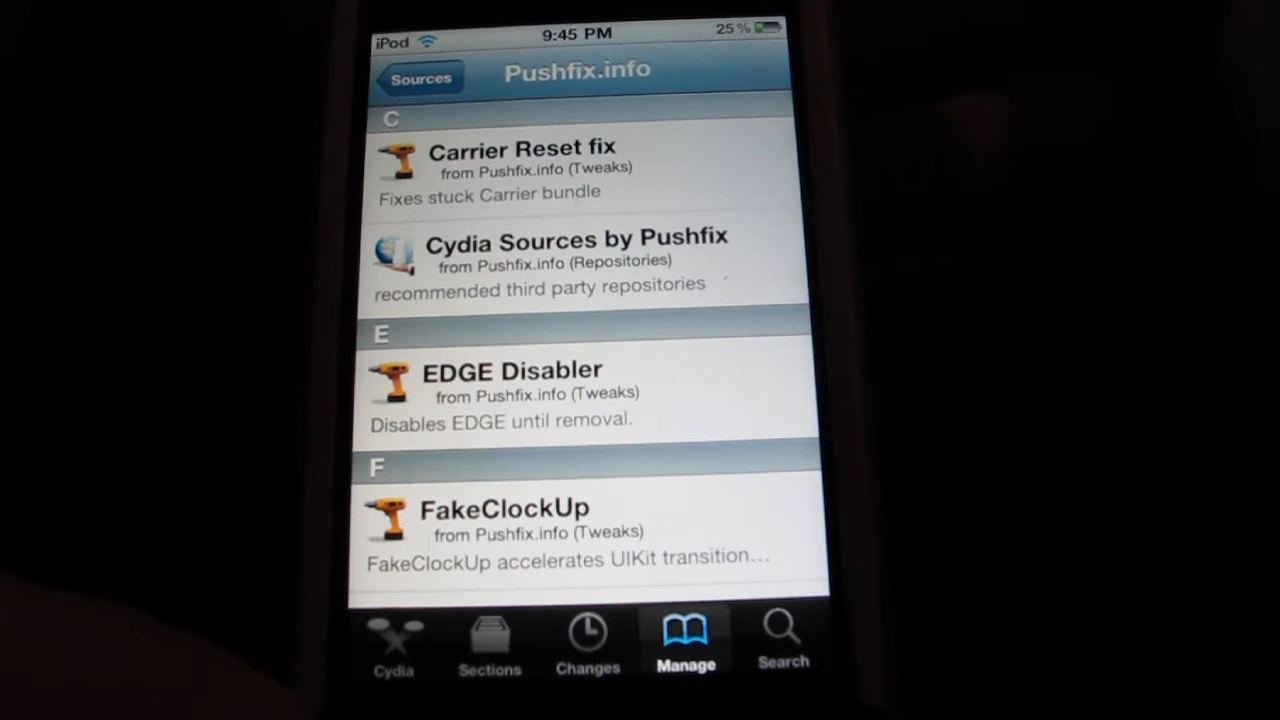 iPod 9:45 PM 25%
Sources Pushfix.info
C
Carrier Reset fix
from Pushfix.info (Tweaks)
Fixes stuck Carrier bundle
Cydia Sources by Pushfix
from Pushfix.info (Repositories)
recommended third party repositories
E
EDGE Disabler
from Pushfix.info (Tweaks)
Disables EDGE until removal.
F
FakeClockUp
from Pushfix.info (Tweaks)
FakeClockUp accelerates UIKit transition...
Cydia Sections Changes Manage Search